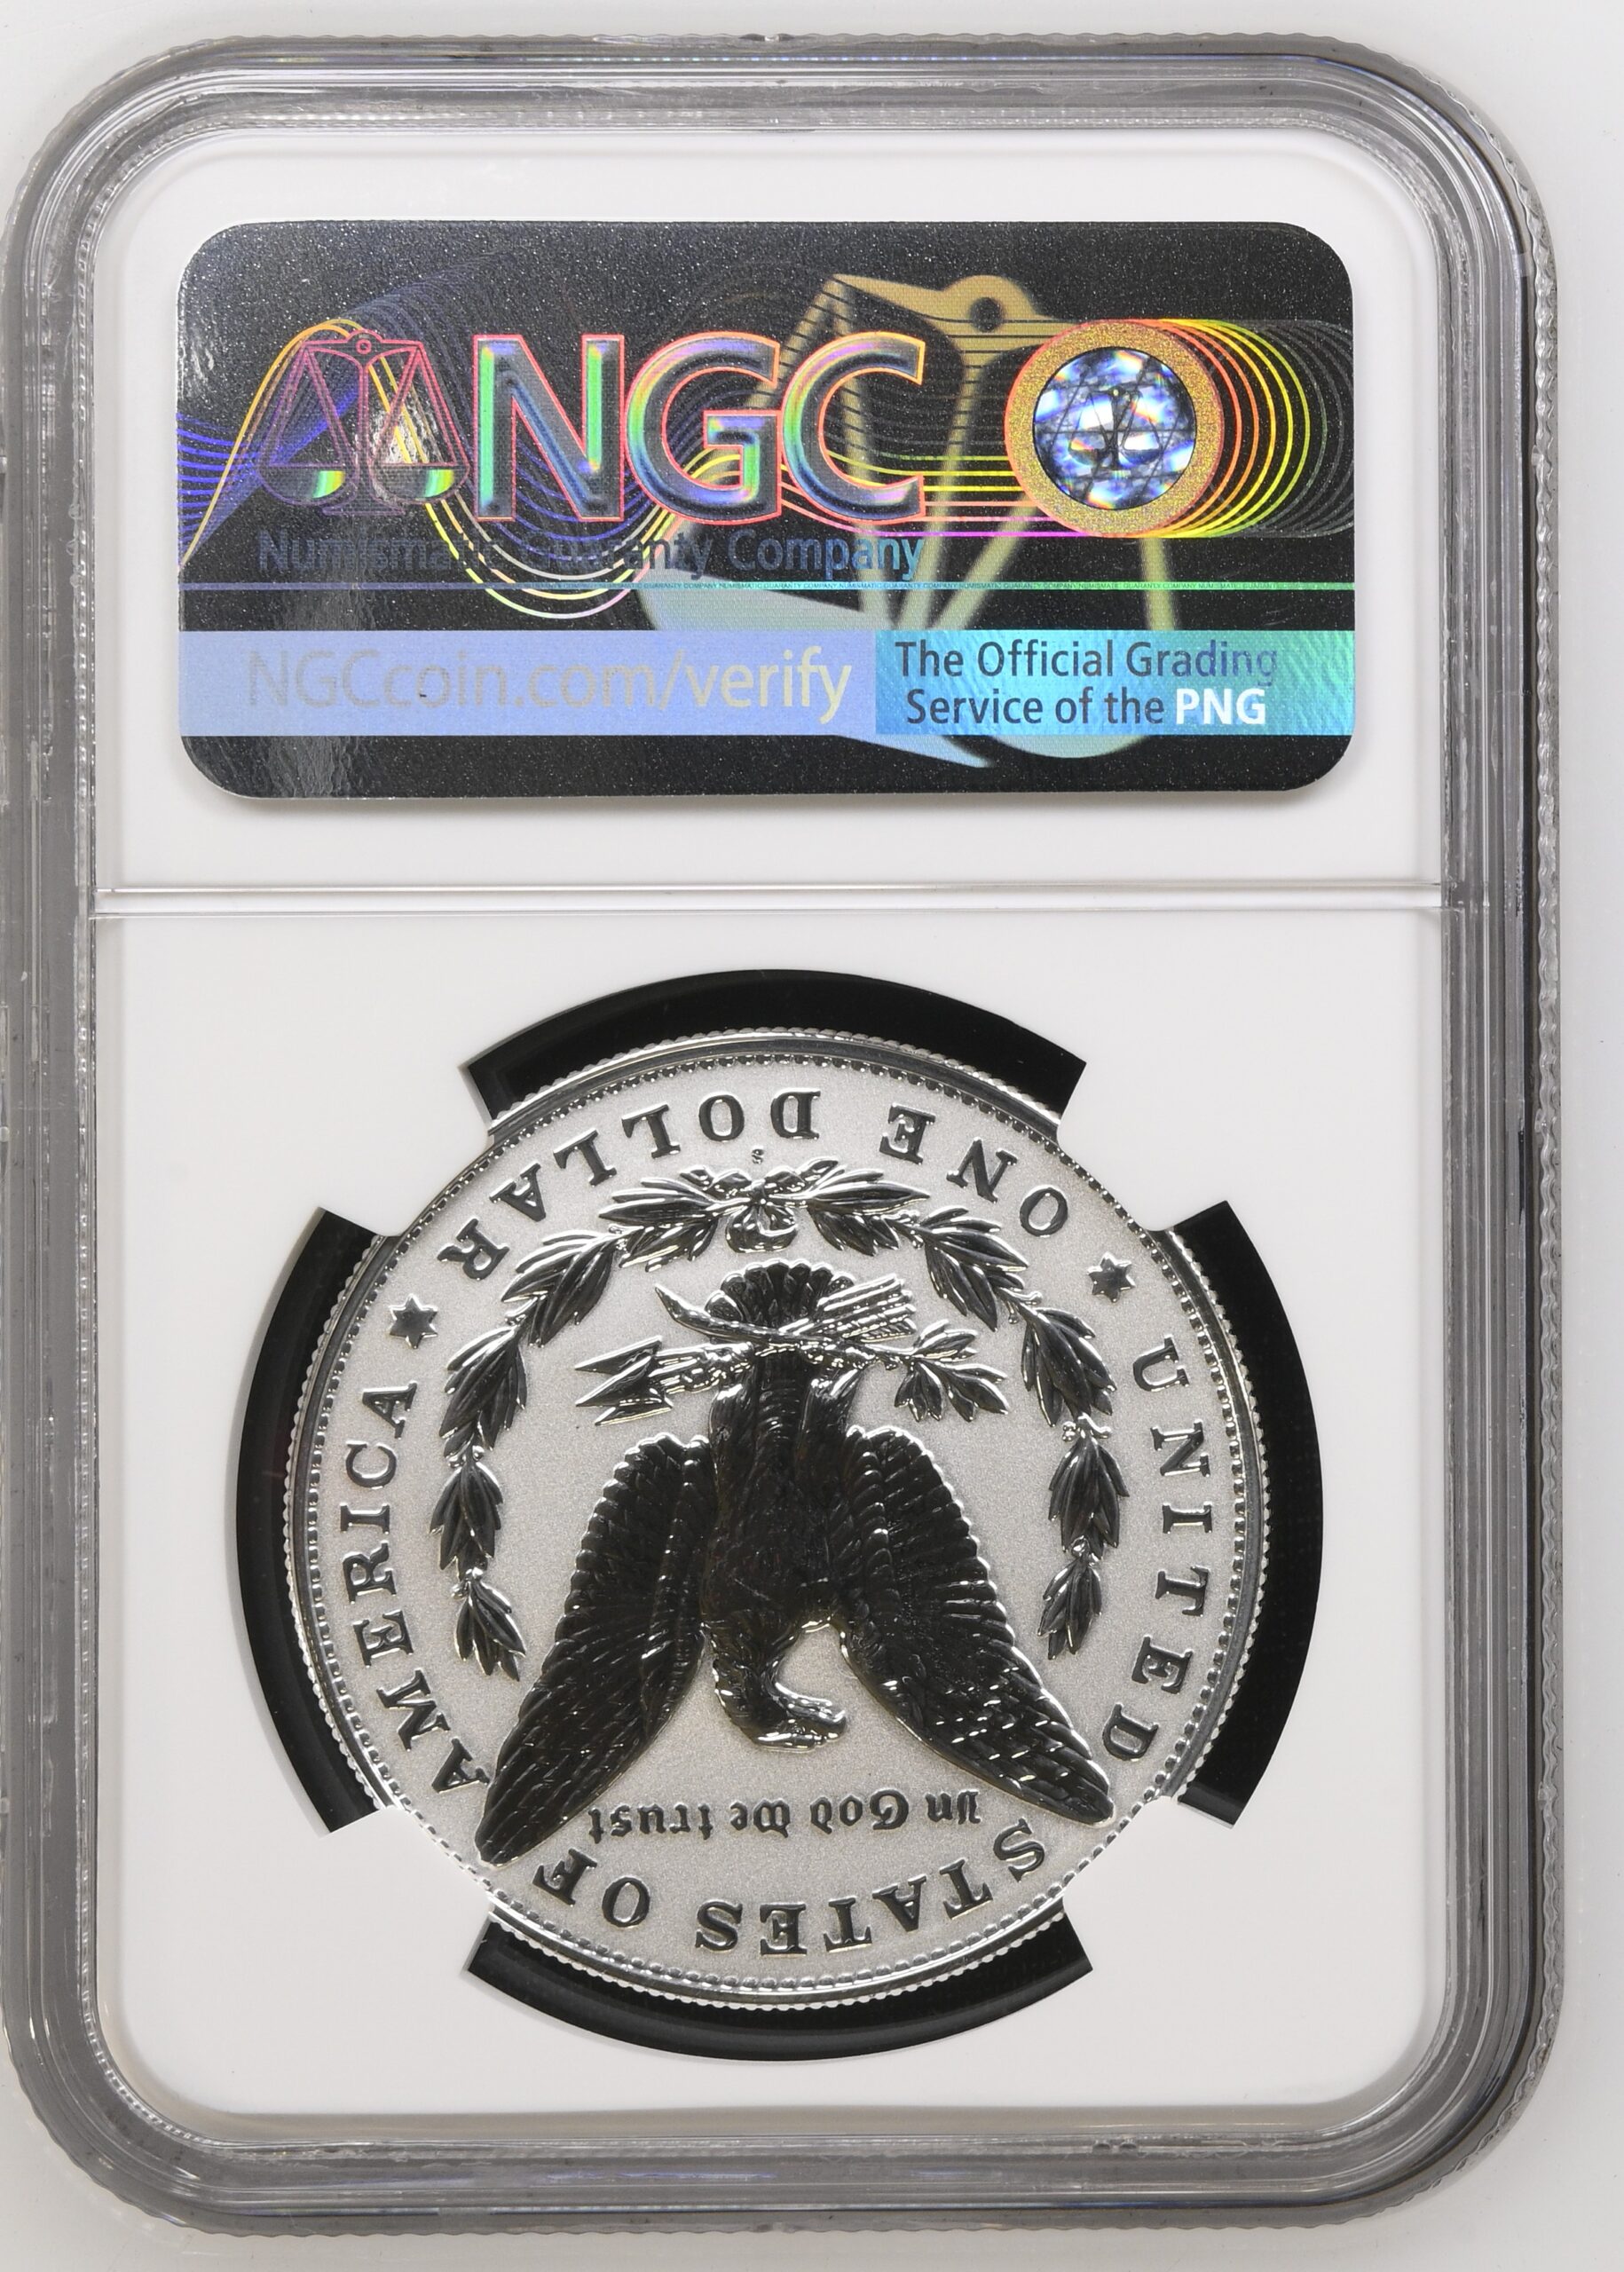 NGC
Numismatic Guaranty Company
NGCcoin.com/verify
The Official Grading
Service of the PNG
UNITED STATES OF AMERICA
In God We trust
S
ONE DOLLAR